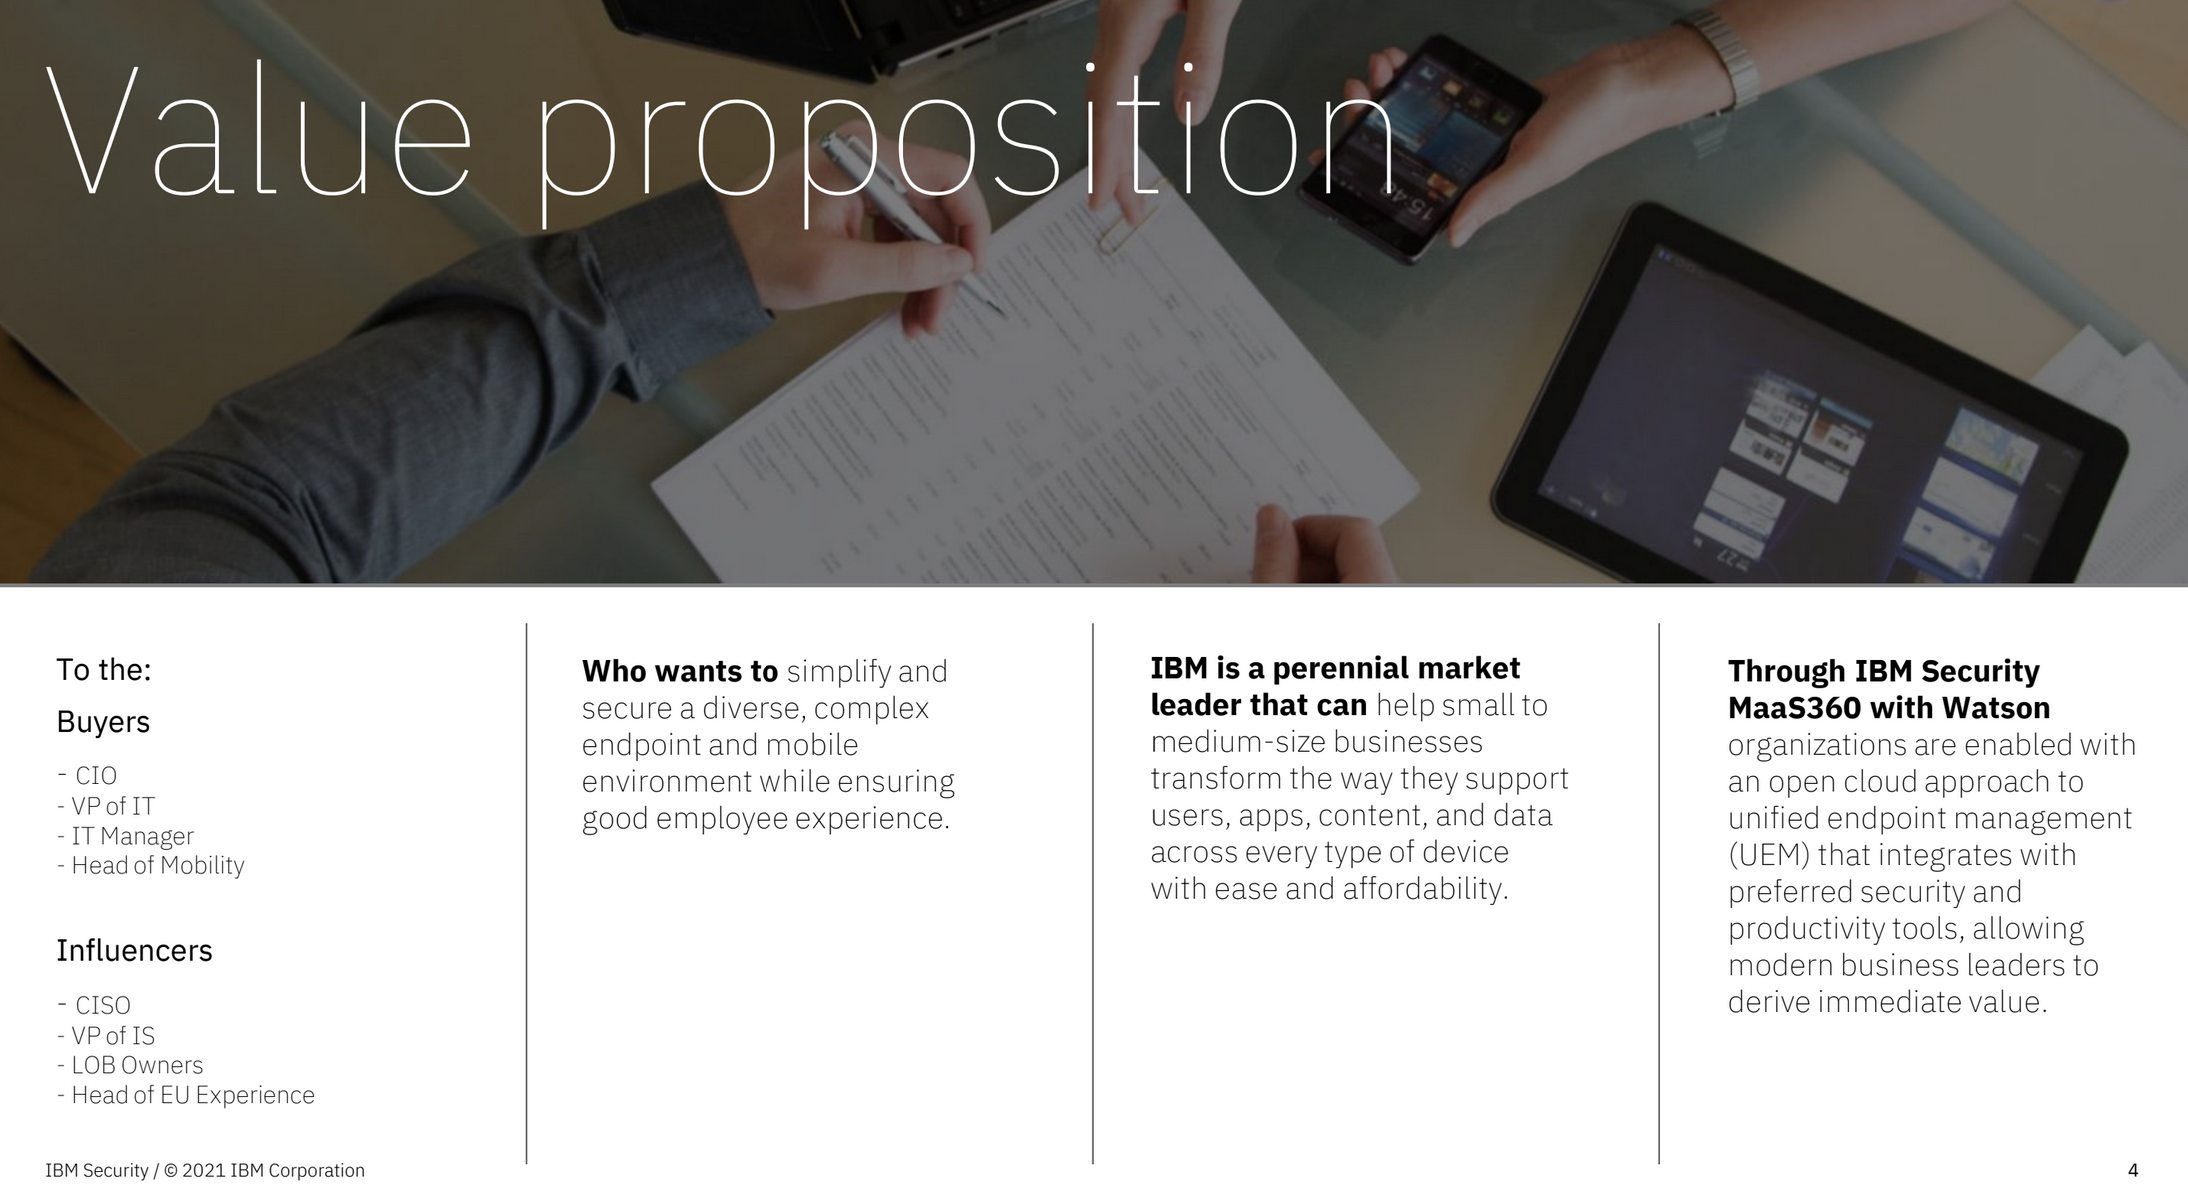 Value proposition
To the:
Buyers
- CIO
- VP of IT
- IT Manager
- Head of Mobility
Influencers
- CISO
- VP of IS
- LOB Owners
- Head of EU Experience
Who wants to simplify and
secure a diverse, complex
endpoint and mobile
environment while ensuring
good employee experience.
IBM is a perennial market
leader that can help small to
medium-size businesses
transform the way they support
users, apps, content, and data
across every type of device
with ease and affordability.
Through IBM Security
MaaS360 with Watson
organizations are enabled with
an open cloud approach to
unified endpoint management
(UEM) that integrates with
preferred security and
productivity tools, allowing
modern business leaders to
derive immediate value.
IBM Security / © 2021 IBM Corporation
4